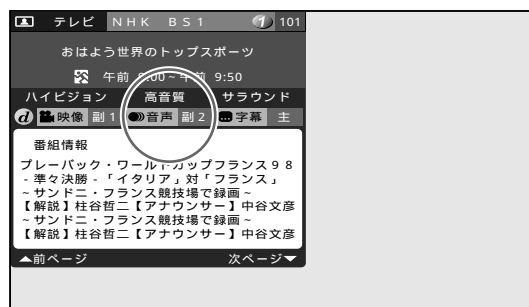 テレビ NHK BS1 1 101
おはよう世界のトップスポーツ
午前 8:00~午前 9:50
ハイビジョン 高音質 サラウンド
d 映像 副1 音声 副2 字幕 主
番組情報
プレーバック・ワールドカップフランス98
- 準々決勝 - 「イタリア」対「フランス」
~サンドニ・フランス競技場で録画~
【解説】柱谷哲二【アナウンサー】中谷文彦
~サンドニ・フランス競技場で録画~
【解説】柱谷哲二【アナウンサー】中谷文彦
▲前ページ 次ページ▼